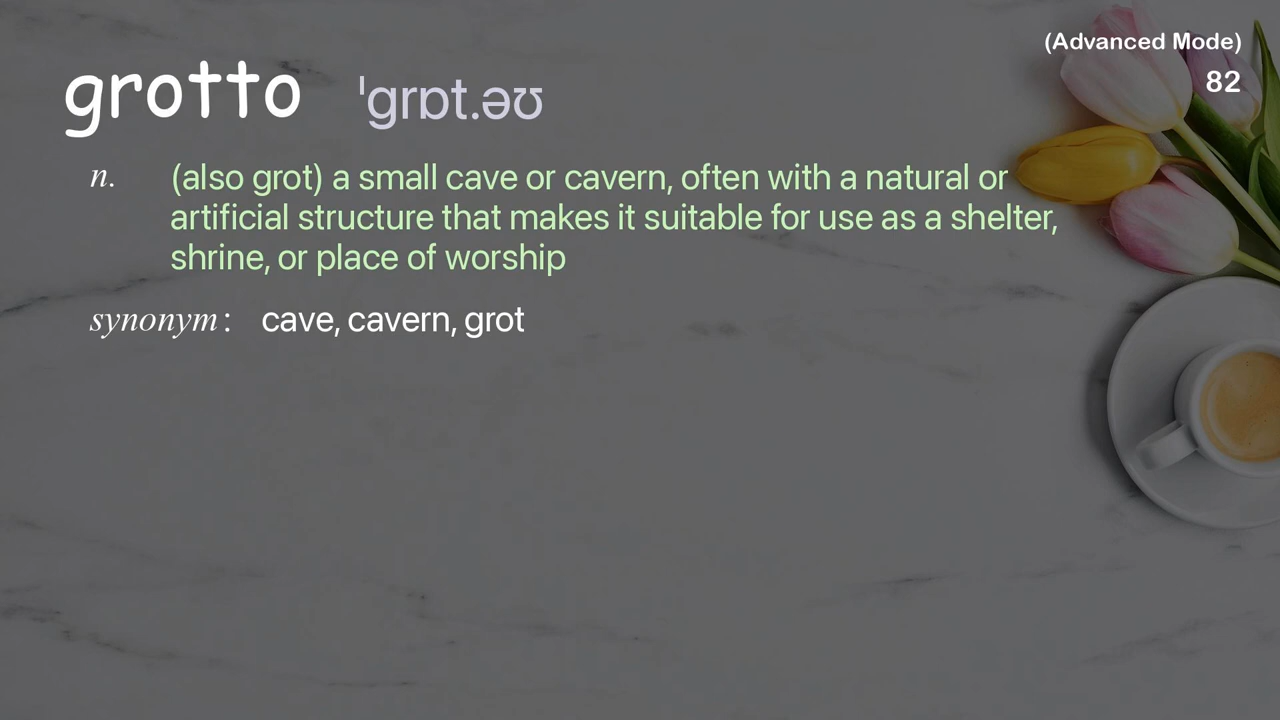 (Advanced Mode)
82
grotto ˈgrɒt.əʊ
n. (also grot) a small cave or cavern, often with a natural or
artificial structure that makes it suitable for use as a shelter,
shrine, or place of worship
synonym: cave, cavern, grot